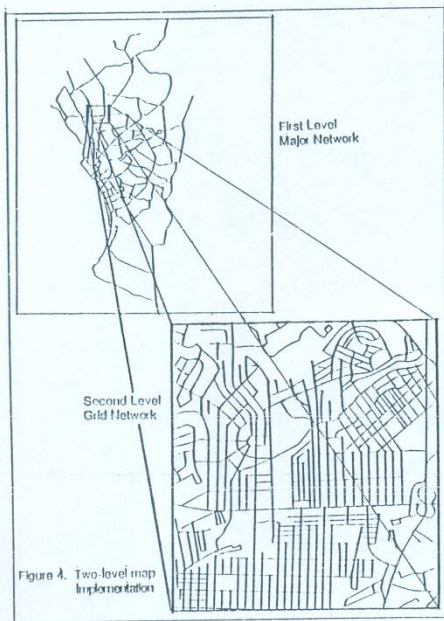 First Level
Major Network
Second Level
Grid Network
Figure 4. Two-level map
Implementation